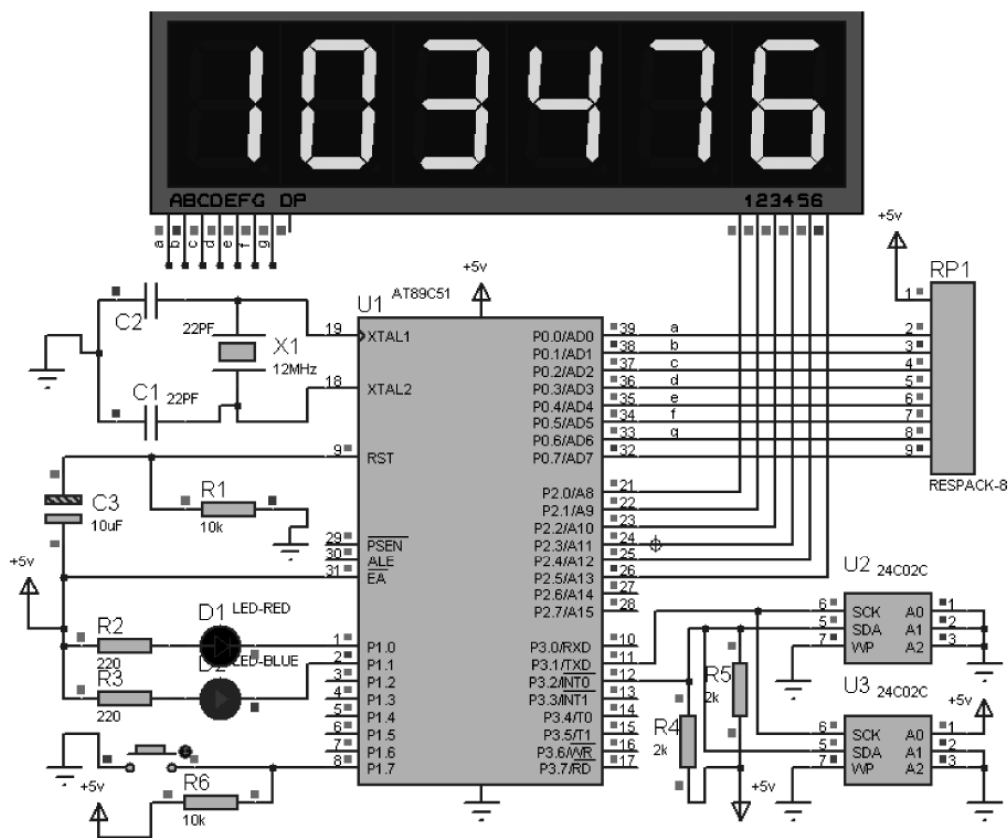 103476
ABCDEFG DP
123456
a b c d e f g
+5v
+5v
RP1
U1
AT89C51
C2
22PF
X1
12MHz
C1
22PF
19
XTAL1
18
XTAL2
9
RST
29
PSEN
30
ALE
31
EA
1
P1.0
2
P1.1
3
P1.2
4
P1.3
5
P1.4
6
P1.5
7
P1.6
8
P1.7
P0.0/AD0
39
a
P0.1/AD1
38
b
P0.2/AD2
37
c
P0.3/AD3
36
d
P0.4/AD4
35
e
P0.5/AD5
34
f
P0.6/AD6
33
g
P0.7/AD7
32
P2.0/A8
21
P2.1/A9
22
P2.2/A10
23
P2.3/A11
24
P2.4/A12
25
P2.5/A13
26
P2.6/A14
27
P2.7/A15
28
P3.0/RXD
10
P3.1/TXD
11
P3.2/INT0
12
P3.3/INT1
13
P3.4/T0
14
P3.5/T1
15
P3.6/WR
16
P3.7/RD
17
1
2
3
4
5
6
7
8
9
RESPACK-8
C3
10uF
R1
10k
+5v
R2
220
D1
LED-RED
R3
220
D2
LED-BLUE
R6
10k
+5v
R5
2k
R4
2k
+5v
U2
24C02C
6
SCK
A0
1
5
SDA
A1
2
7
WP
A2
3
U3
24C02C
+5v
6
SCK
A0
1
5
SDA
A1
2
7
WP
A2
3